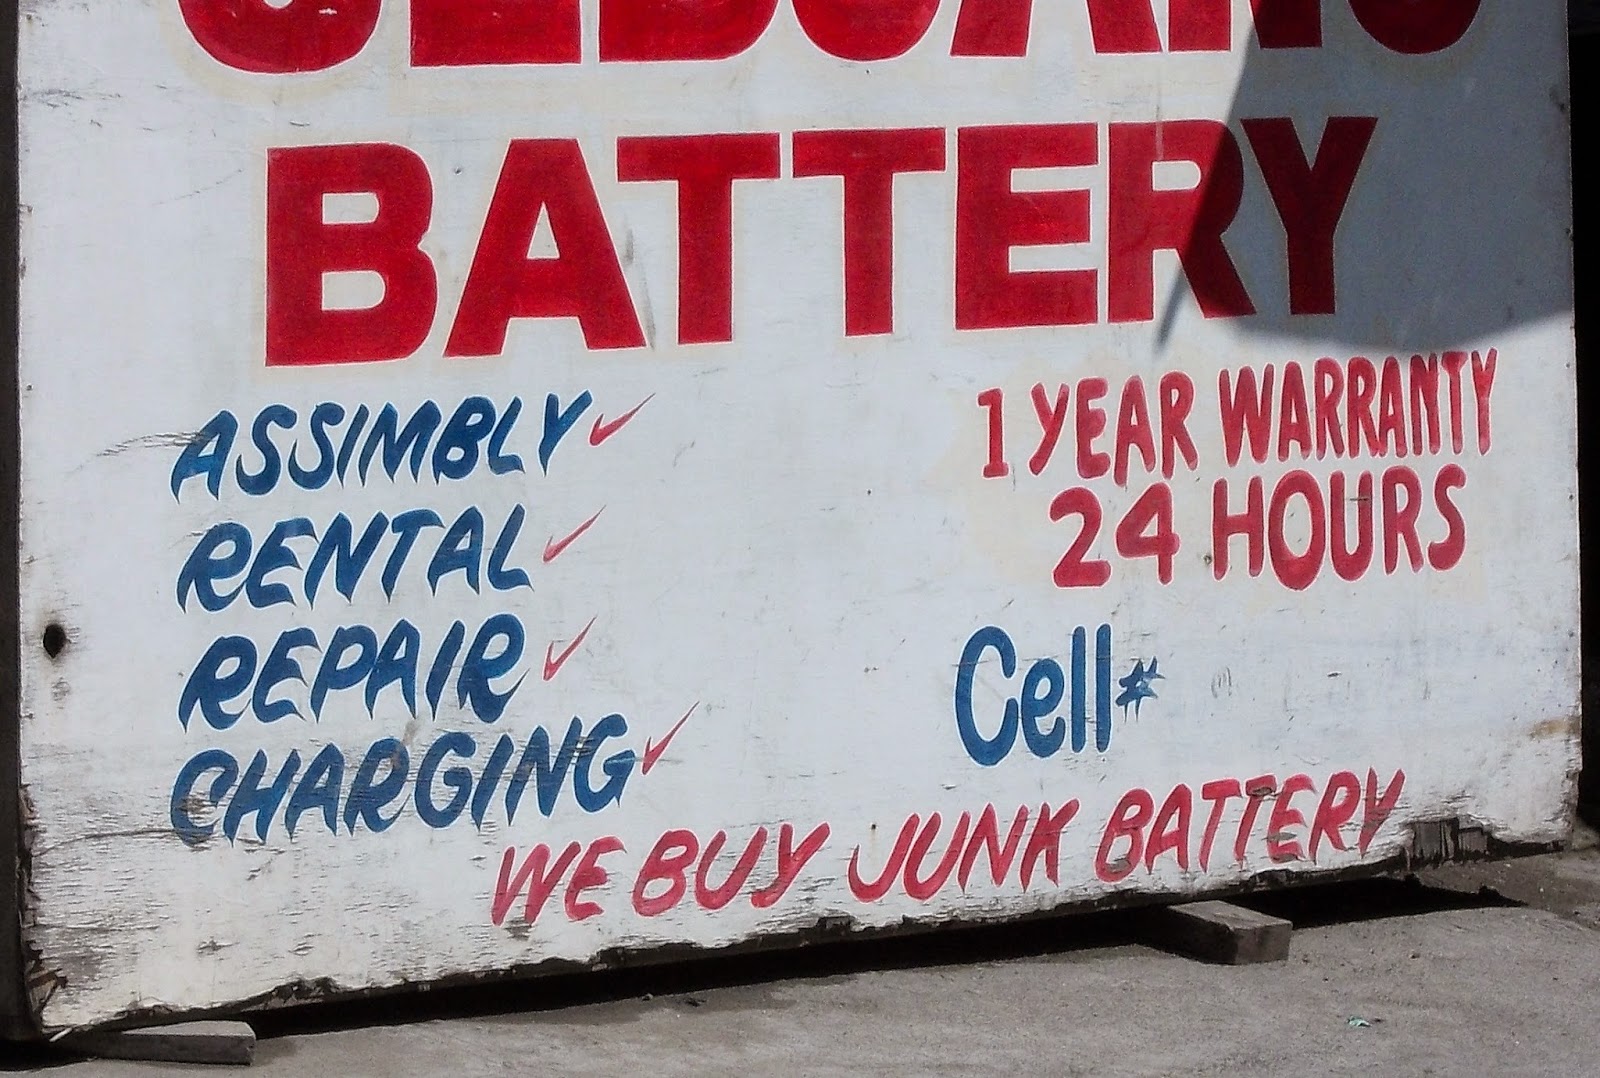 BATTERY
ASSIMBLY
RENTAL
REPAIR
CHARGING
1 YEAR WARRANTY
24 HOURS
Cell#
WE BUY JUNK BATTERY